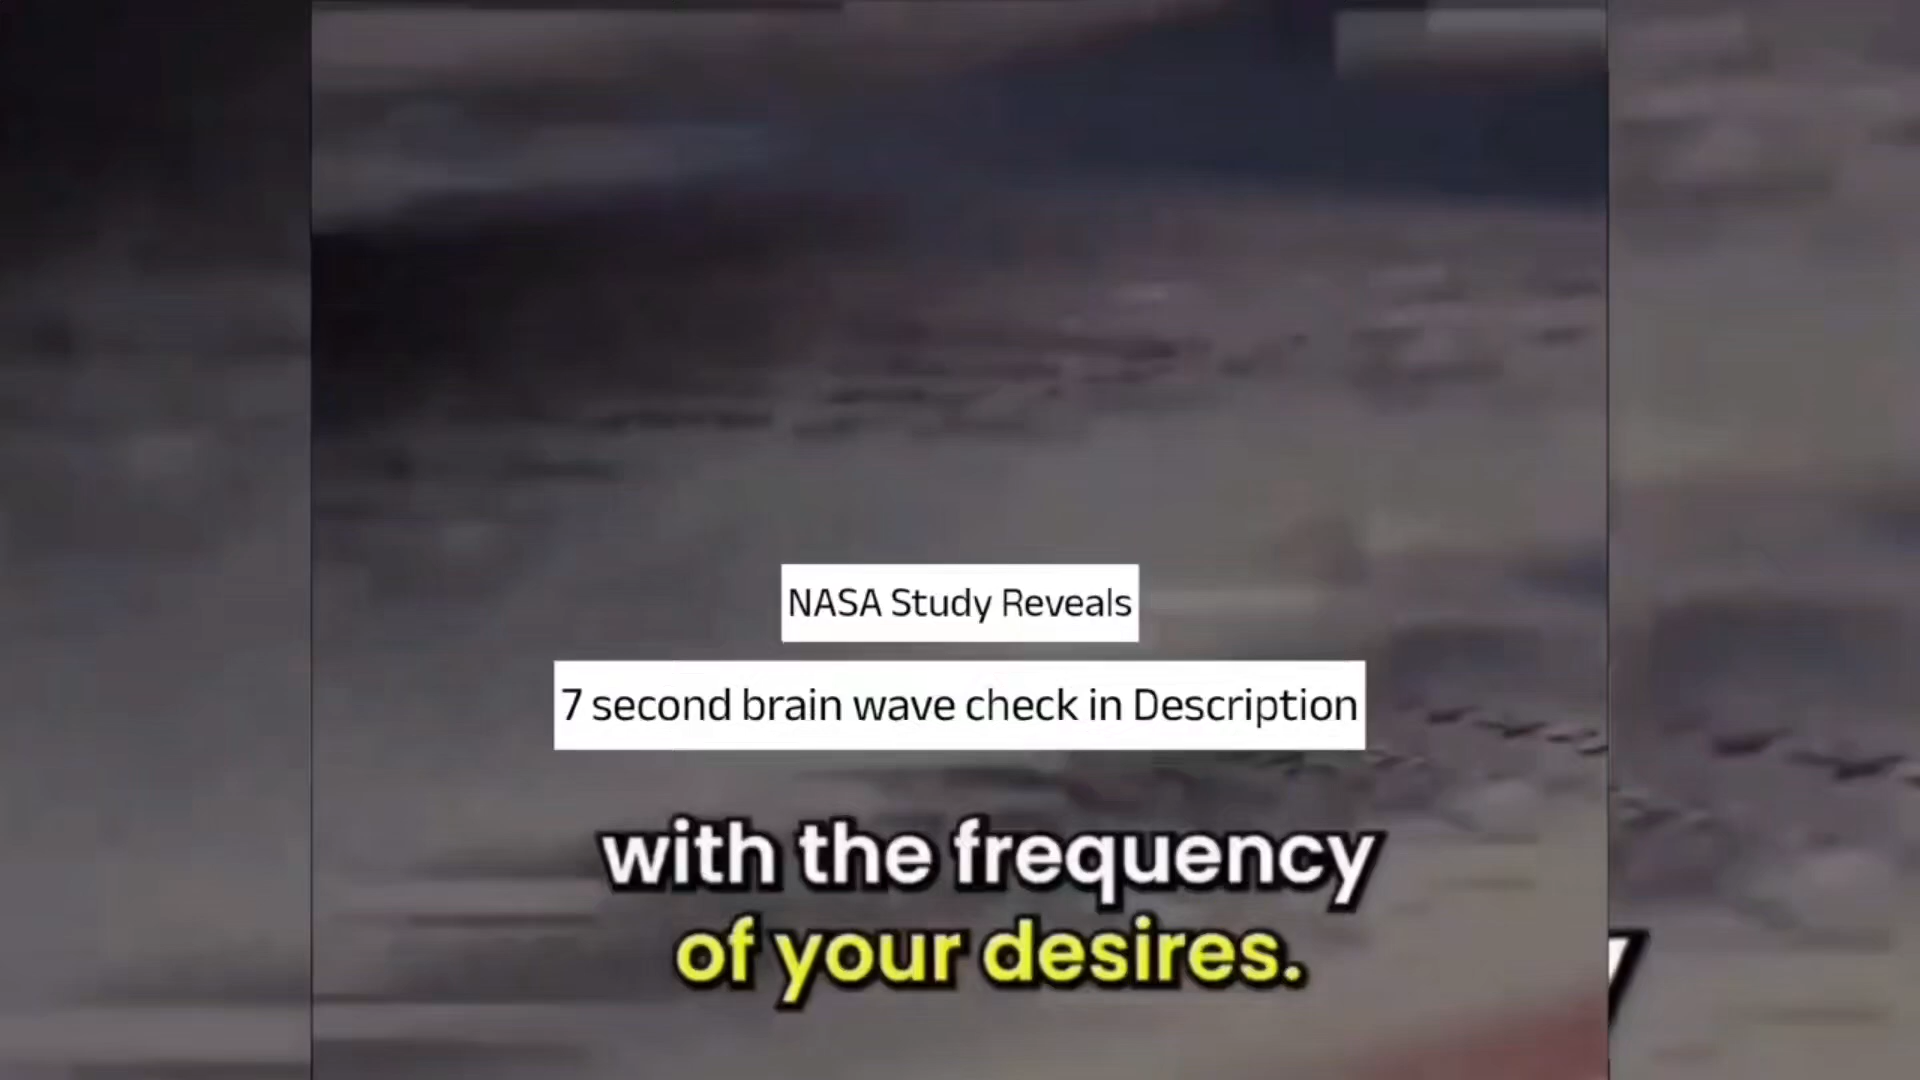 NASA Study Reveals
7 second brain wave check in Description
with the frequency
of your desires.